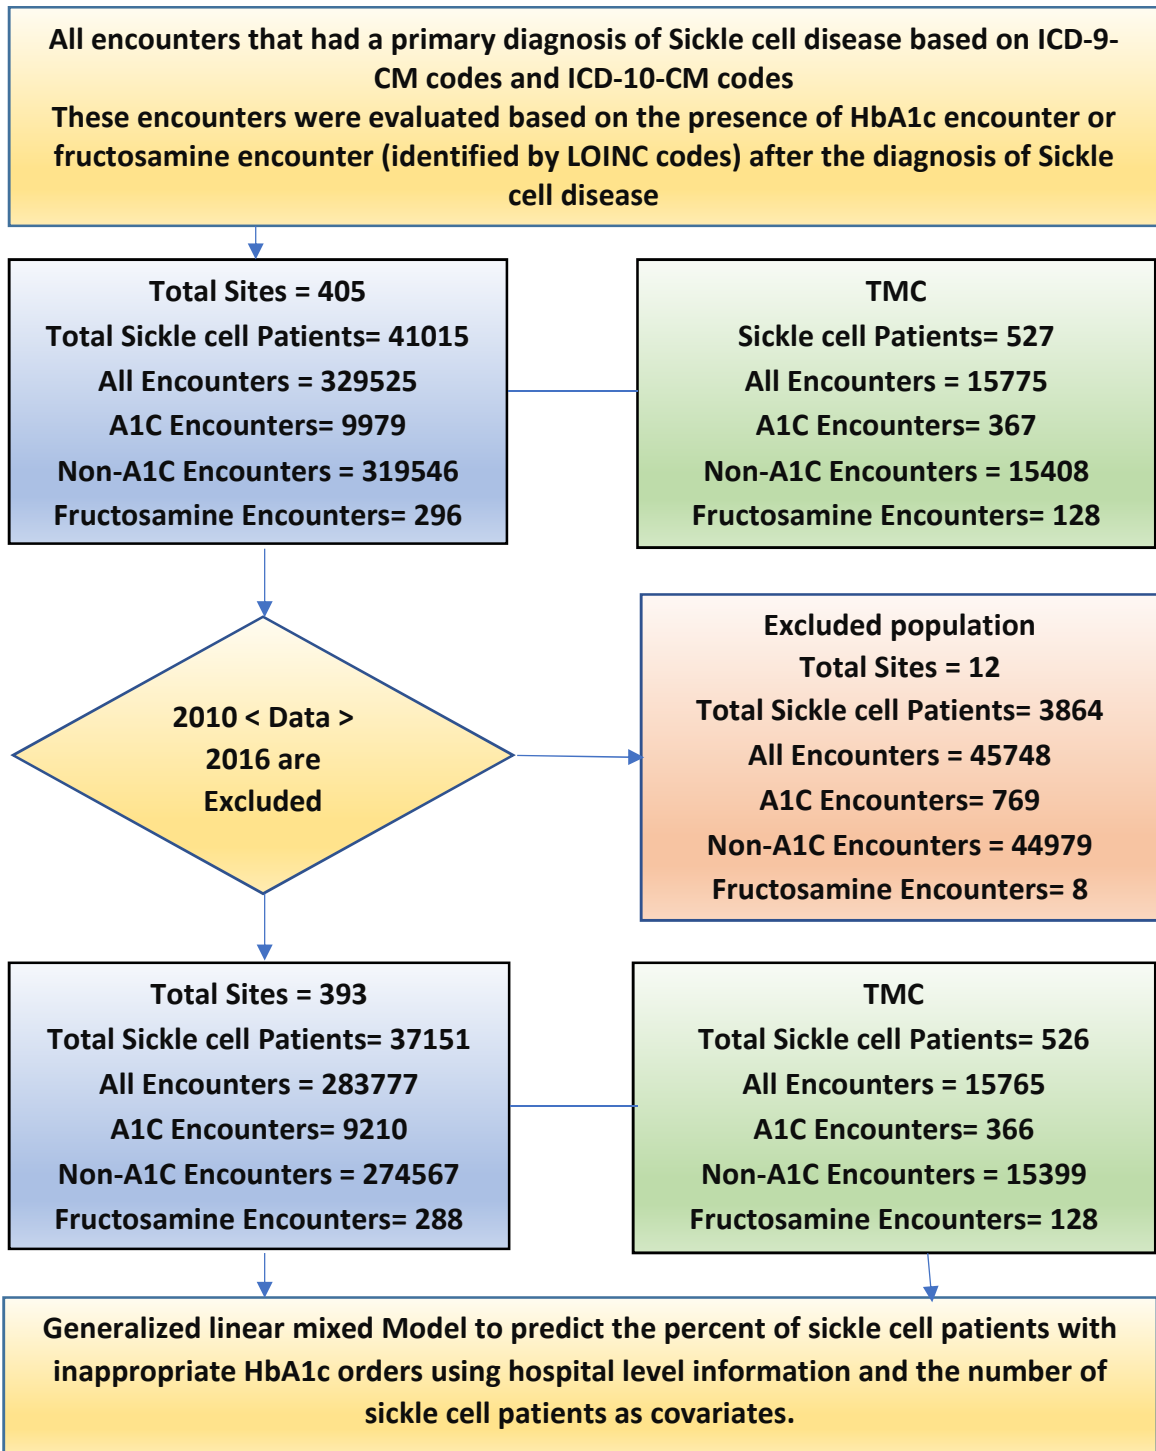 All encounters that had a primary diagnosis of Sickle cell disease based on ICD-9-
CM codes and ICD-10-CM codes
These encounters were evaluated based on the presence of HbA1c encounter or
fructosamine encounter (identified by LOINC codes) after the diagnosis of Sickle
cell disease
Total Sites = 405
Total Sickle cell Patients= 41015
All Encounters = 329525
A1C Encounters= 9979
Non-A1C Encounters = 319546
Fructosamine Encounters= 296
TMC
Sickle cell Patients= 527
All Encounters = 15775
A1C Encounters= 367
Non-A1C Encounters = 15408
Fructosamine Encounters= 128
2010 < Data >
2016 are
Excluded
Excluded population
Total Sites = 12
Total Sickle cell Patients= 3864
All Encounters = 45748
A1C Encounters= 769
Non-A1C Encounters = 44979
Fructosamine Encounters= 8
Total Sites = 393
Total Sickle cell Patients= 37151
All Encounters = 283777
A1C Encounters= 9210
Non-A1C Encounters = 274567
Fructosamine Encounters= 288
TMC
Total Sickle cell Patients= 526
All Encounters = 15765
A1C Encounters= 366
Non-A1C Encounters = 15399
Fructosamine Encounters= 128
Generalized linear mixed Model to predict the percent of sickle cell patients with
inappropriate HbA1c orders using hospital level information and the number of
sickle cell patients as covariates.